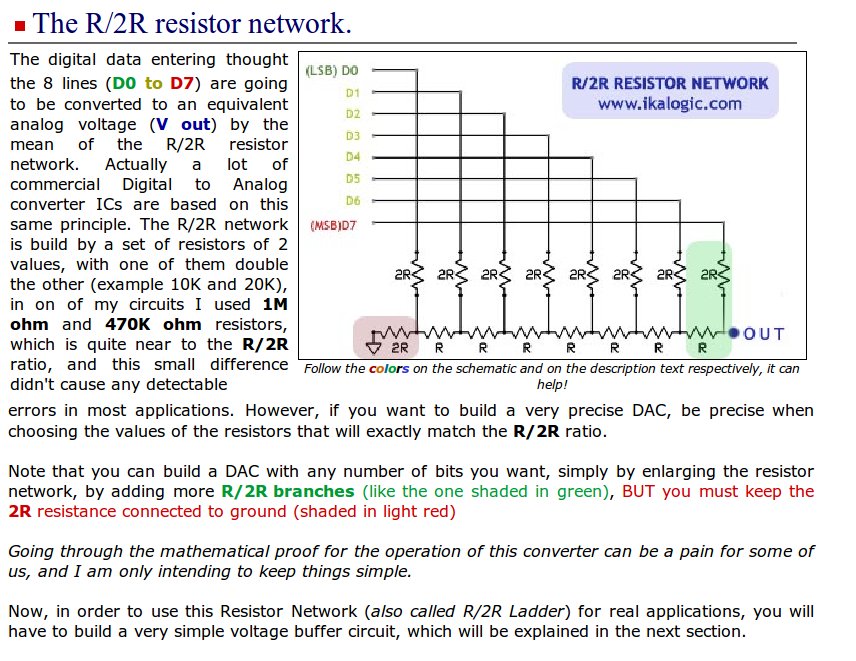 The R/2R resistor network.
The digital data entering thought
the 8 lines (D0 to D7) are going
to be converted to an equivalent
analog voltage (V out) by the
mean of the R/2R resistor
network. Actually a lot of
commercial Digital to Analog
converter ICs are based on this
same principle. The R/2R network
is build by a set of resistors of 2
values, with one of them double
the other (example 10K and 20K),
in on of my circuits I used 1M
ohm and 470K ohm resistors,
which is quite near to the R/2R
ratio, and this small difference
didn't cause any detectable
(LSB) D0
D1
D2
D3
D4
D5
D6
(MSB)D7
R/2R RESISTOR NETWORK
www.ikalogic.com
2R 2R 2R 2R 2R 2R 2R 2R
OUT
2R R R R R R R R
Follow the colors on the schematic and on the description text respectively, it can
help!
errors in most applications. However, if you want to build a very precise DAC, be precise when
choosing the values of the resistors that will exactly match the R/2R ratio.
Note that you can build a DAC with any number of bits you want, simply by enlarging the resistor
network, by adding more R/2R branches (like the one shaded in green), BUT you must keep the
2R resistance connected to ground (shaded in light red)
Going through the mathematical proof for the operation of this converter can be a pain for some of
us, and I am only intending to keep things simple.
Now, in order to use this Resistor Network (also called R/2R Ladder) for real applications, you will
have to build a very simple voltage buffer circuit, which will be explained in the next section.